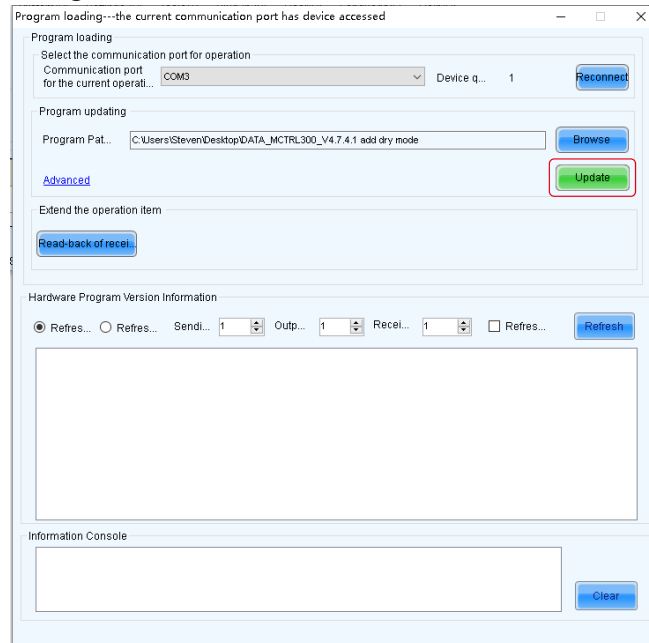 Program loading---the current communication port has device accessed
Program loading
Select the communication port for operation
Communication port
for the current operati...
COM3
Device q...
1
Reconnect
Program updating
Program Pat...
C:\Users\Steven\Desktop\DATA_MCTRL300_V4.7.4.1 add dry mode
Browse
Advanced
Update
Extend the operation item
Read-back of recei...
Hardware Program Version Information
Refres...
Refres...
Sendi...
1
Outp...
1
Recei...
1
Refres...
Refresh
Information Console
Clear